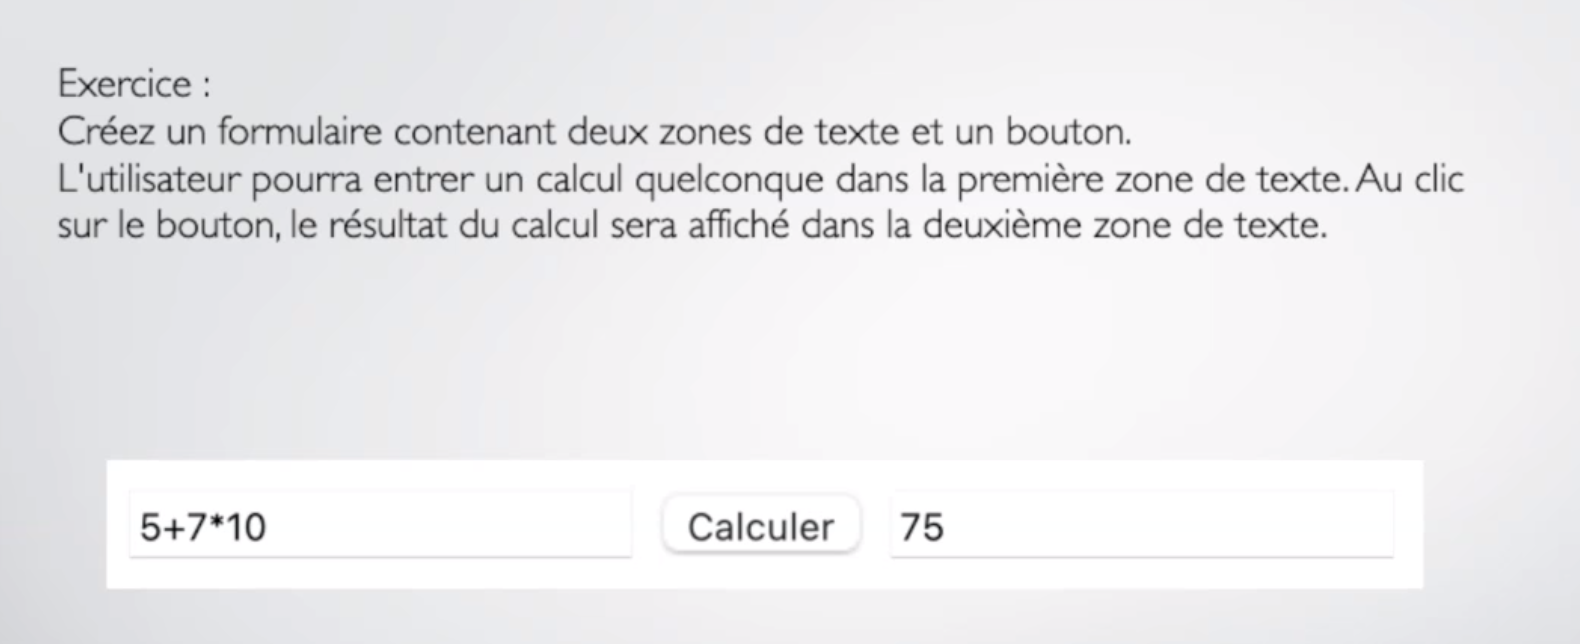 Exercice :
Créez un formulaire contenant deux zones de texte et un bouton.
L'utilisateur pourra entrer un calcul quelconque dans la première zone de texte. Au clic
sur le bouton, le résultat du calcul sera affiché dans la deuxième zone de texte.
5+7*10 Calculer 75